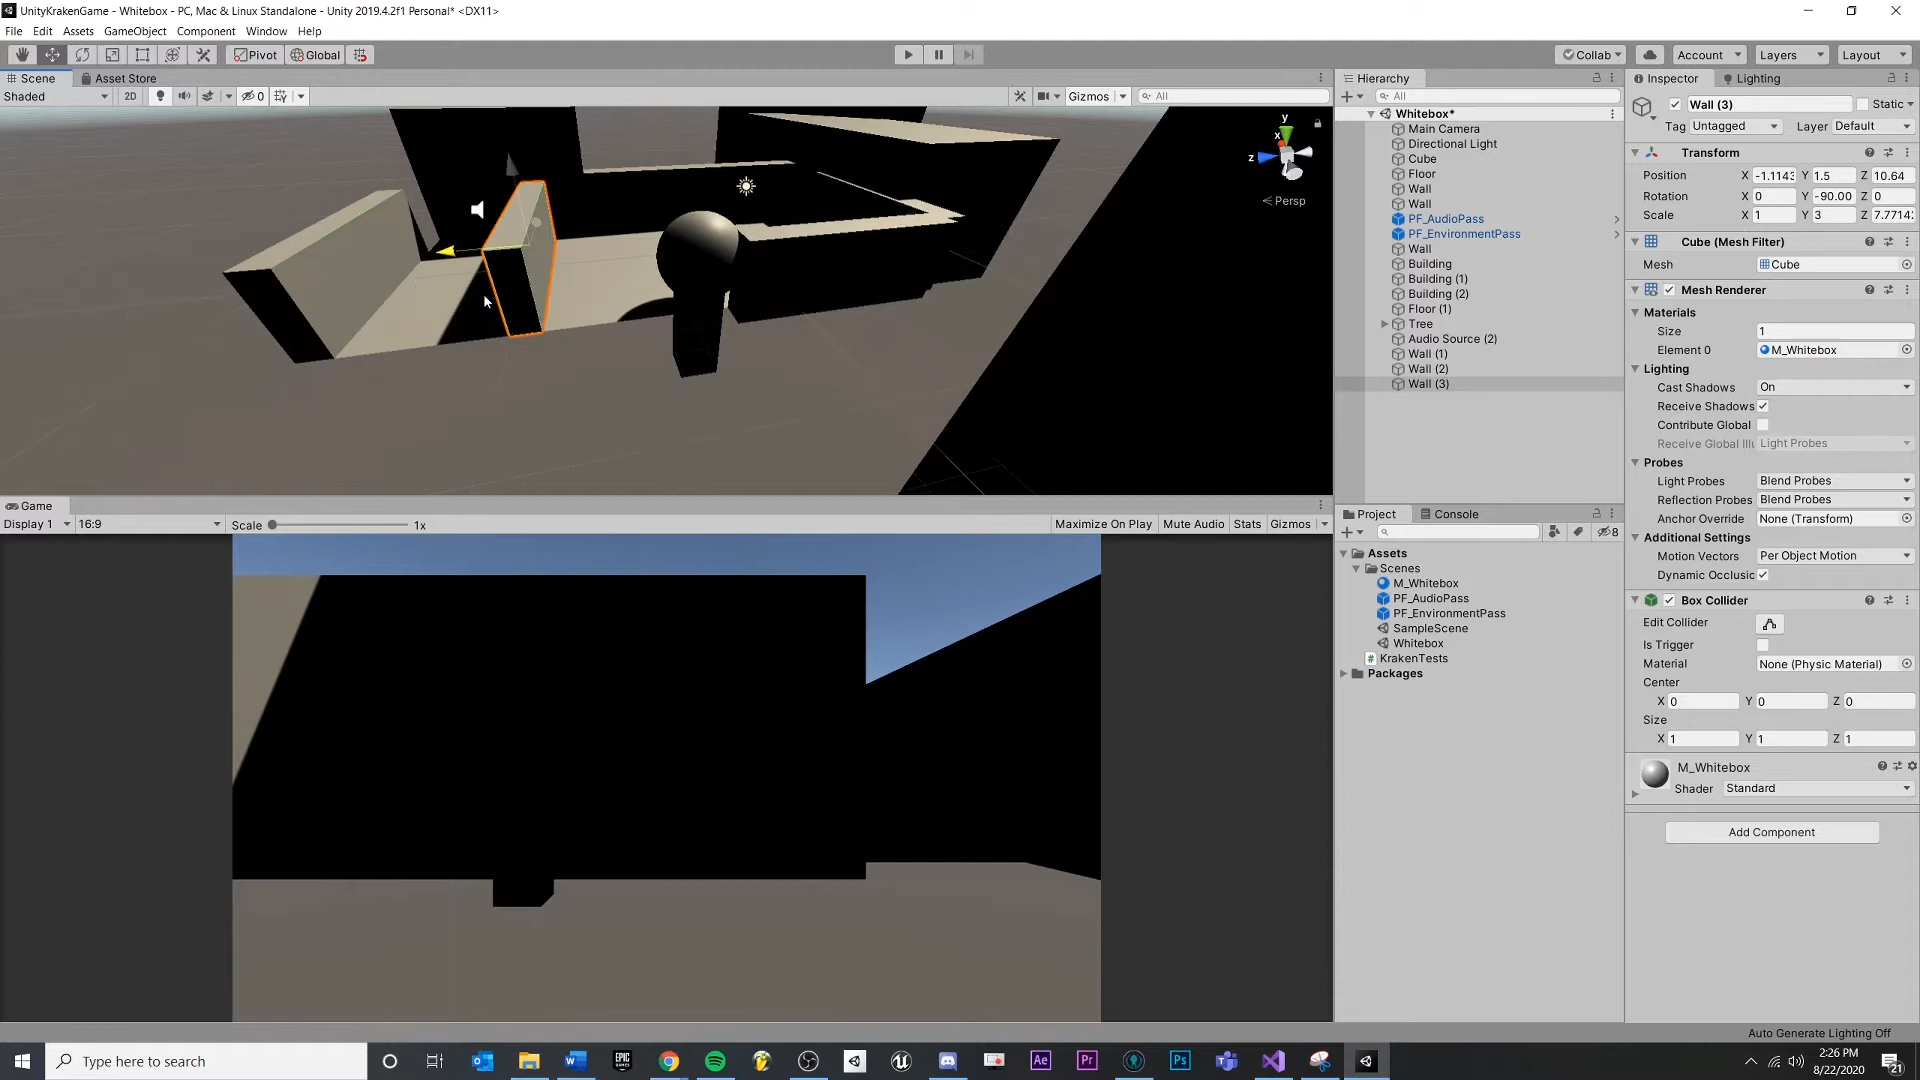 UnityKrakenGame - Whitebox - PC, Mac & Linux Standalone - Unity 2019.4.2f1 Personal* <DX11>
File Edit Assets GameObject Component Window Help
Pivot Global Collab Account Layers Layout
Scene Asset Store
Shaded 2D 0 Gizmos All
y
x
z
Persp
Hierarchy
All
Whitebox*
Main Camera
Directional Light
Cube
Floor
Wall
Wall
PF_AudioPass
PF_EnvironmentPass
Wall
Building
Building (1)
Building (2)
Floor (1)
Tree
Audio Source (2)
Wall (1)
Wall (2)
Wall (3)
Inspector Lighting
Wall (3) Static
Tag Untagged Layer Default
Transform
Position X -1.1143 Y 1.5 Z 10.64
Rotation X 0 Y -90.00 Z 0
Scale X 1 Y 3 Z 7.7714
Cube (Mesh Filter)
Mesh Cube
Mesh Renderer
Materials
Size 1
Element 0 M_Whitebox
Lighting
Cast Shadows On
Receive Shadows
Contribute Global
Receive Global Illu Light Probes
Probes
Light Probes Blend Probes
Reflection Probes Blend Probes
Anchor Override None (Transform)
Additional Settings
Motion Vectors Per Object Motion
Dynamic Occlusic
Box Collider
Edit Collider
Is Trigger
Material None (Physic Material)
Center
X 0 Y 0 Z 0
Size
X 1 Y 1 Z 1
M_Whitebox
Shader Standard
Add Component
Game
Display 1 16:9 Scale 1x Maximize On Play Mute Audio Stats Gizmos
Project Console
8
Assets
Scenes
M_Whitebox
PF_AudioPass
PF_EnvironmentPass
SampleScene
Whitebox
KrakenTests
Packages
Auto Generate Lighting Off
Type here to search
EPIC GAMES
Ae
Pr
Ps
2:26 PM
8/22/2020
21